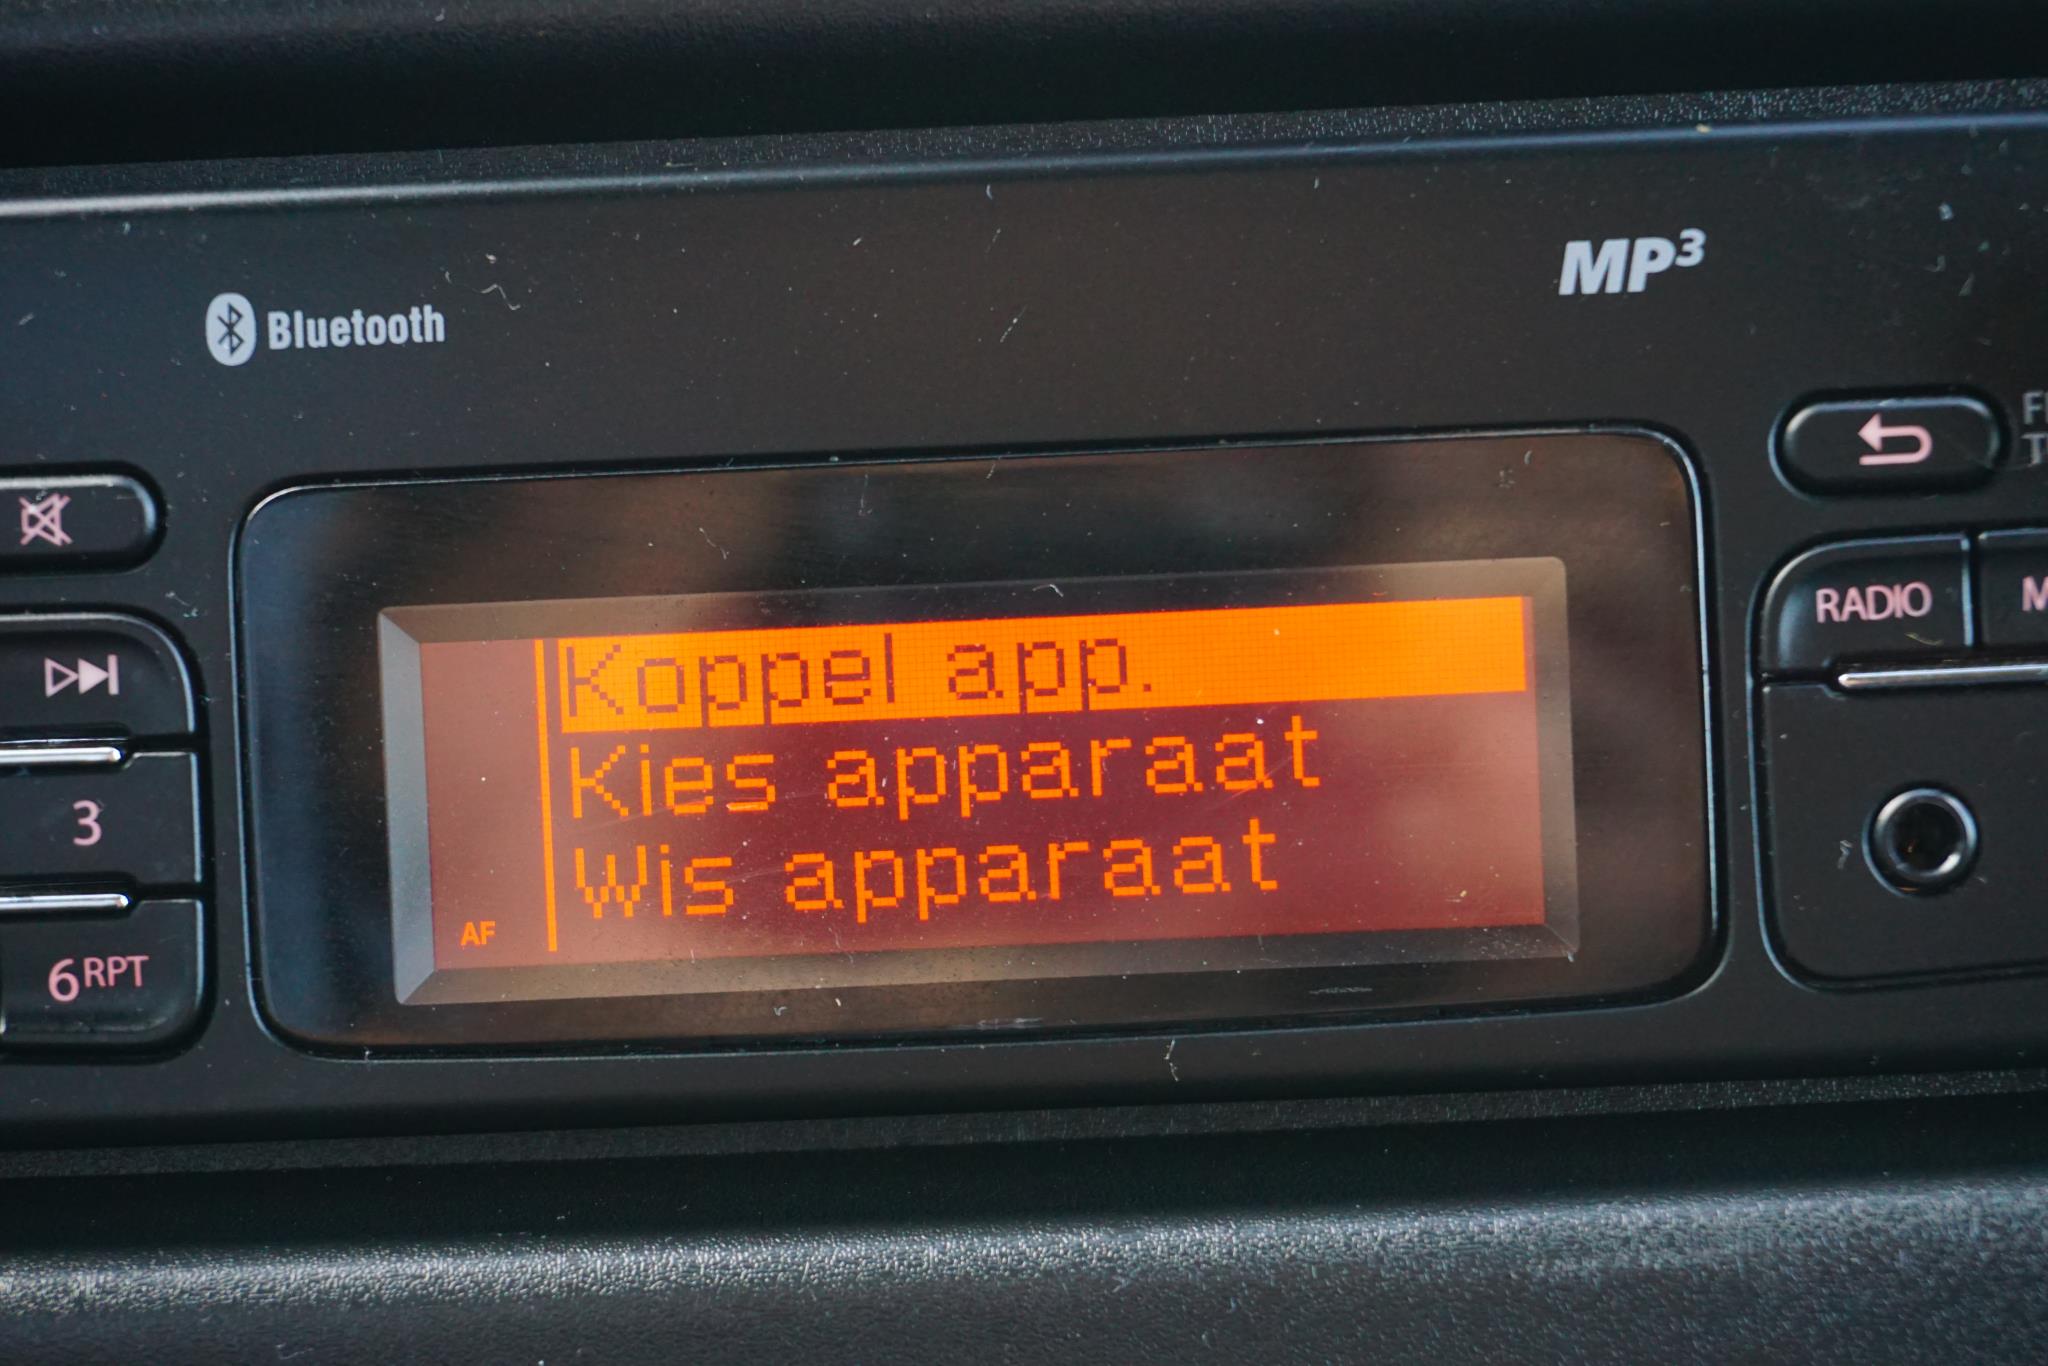 Bluetooth
MP3
RADIO
Koppel app.
Kies apparaat
Wis apparaat
AF
3
6RPT